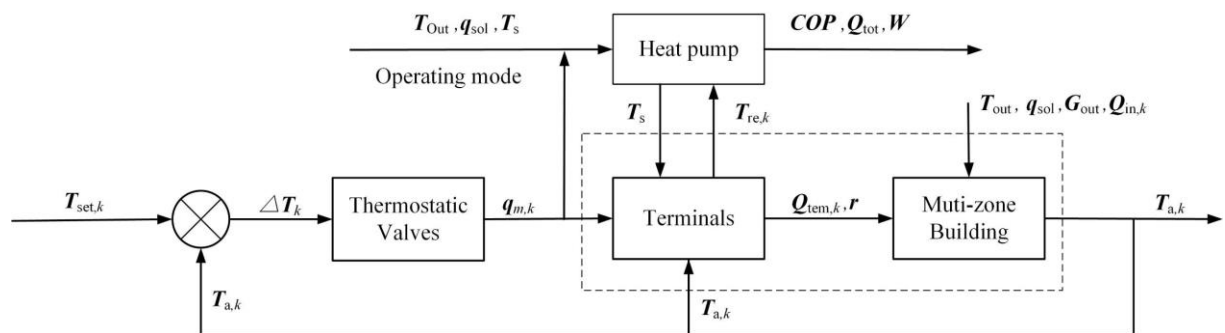 T_Out , q_sol , T_s
Operating mode
Heat pump
COP , Q_tot , W
T_s
T_re,k
T_out , q_sol , G_out , Q_in,k
T_set,k
△T_k
Thermostatic
Valves
q_m,k
Terminals
Q_tem,k , r
Muti-zone
Building
T_a,k
T_a,k
T_a,k